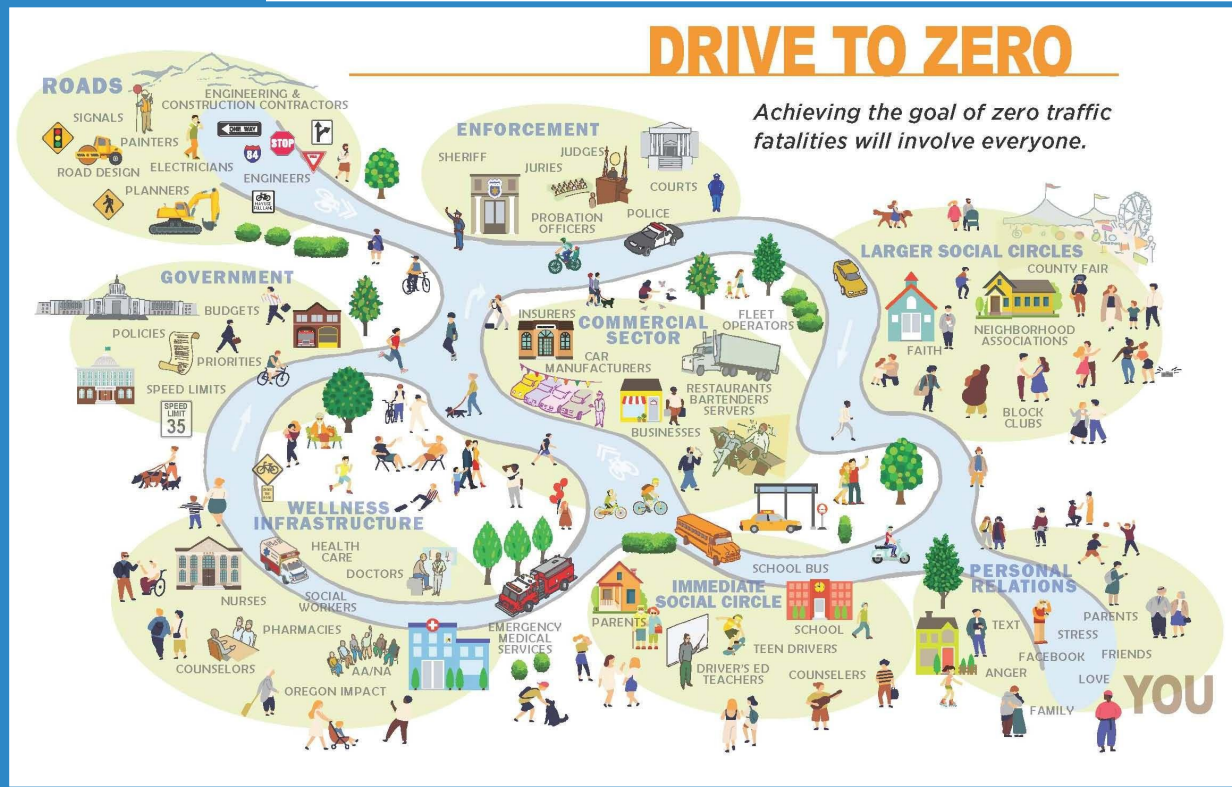 DRIVE TO ZERO
Achieving the goal of zero traffic
fatalities will involve everyone.
ROADS
ENGINEERING &
CONSTRUCTION CONTRACTORS
SIGNALS
PAINTERS
ROAD DESIGN
ELECTRICIANS
ENGINEERS
PLANNERS
ONE WAY
STOP
84
ENFORCEMENT
SHERIFF
JURIES
JUDGES
COURTS
PROBATION
OFFICERS
POLICE
LARGER SOCIAL CIRCLES
COUNTY FAIR
FAITH
NEIGHBORHOOD
ASSOCIATIONS
BLOCK
CLUBS
GOVERNMENT
BUDGETS
POLICIES
PRIORITIES
SPEED LIMITS
SPEED
LIMIT
35
COMMERCIAL
SECTOR
INSURERS
FLEET
OPERATORS
CAR
MANUFACTURERS
RESTAURANTS
BARTENDERS
SERVERS
BUSINESSES
WELLNESS
INFRASTRUCTURE
HEALTH
CARE
DOCTORS
NURSES
SOCIAL
WORKERS
PHARMACIES
COUNSELORS
AA/NA
OREGON IMPACT
EMERGENCY
MEDICAL
SERVICES
IMMEDIATE
SOCIAL CIRCLE
SCHOOL BUS
PARENTS
SCHOOL
TEEN DRIVERS
DRIVER'S ED
TEACHERS
COUNSELERS
PERSONAL
RELATIONS
TEXT
PARENTS
STRESS
FACEBOOK
FRIENDS
ANGER
LOVE
FAMILY
YOU